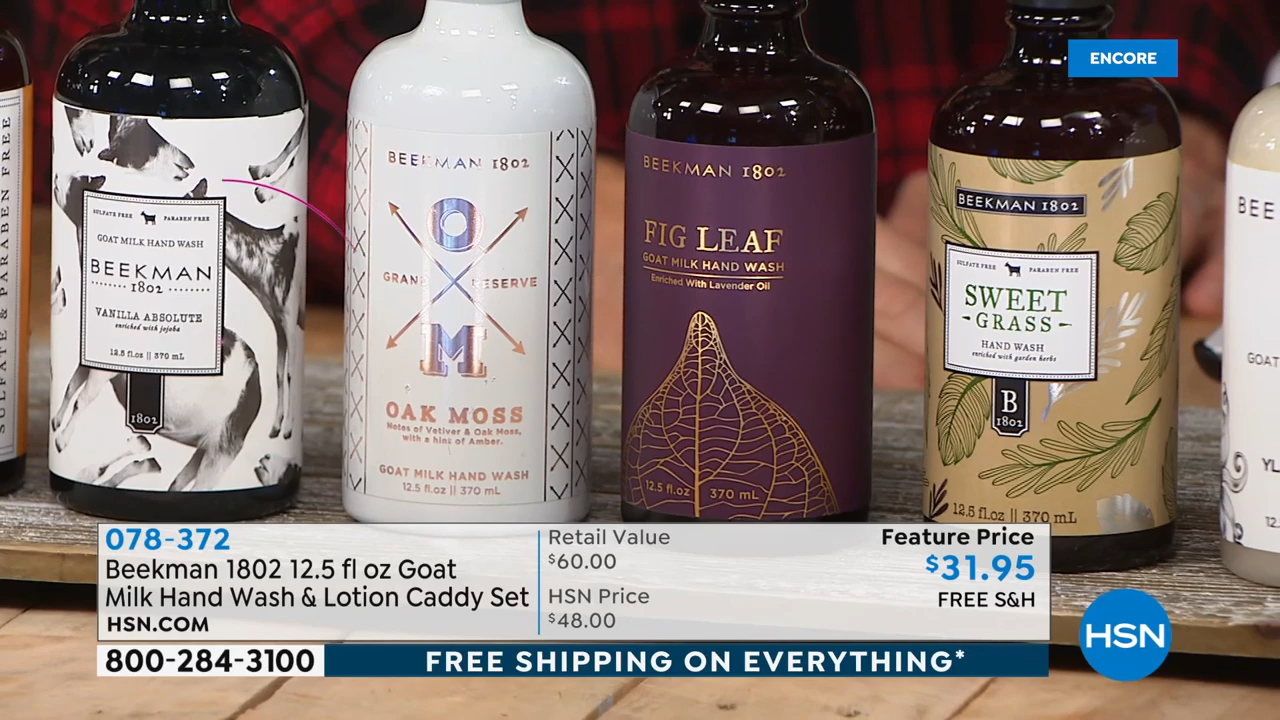 ENCORE
SULFATE & PARABEN FREE
SULFATE FREE PARABEN FREE
GOAT MILK HAND WASH
BEEKMAN
1802
VANILLA ABSOLUTE
enriched with jojoba
12.5 fl.oz || 370 mL
1802
BEEKMAN 1802
O
GRAND RESERVE
M
OAK MOSS
Notes of Vetiver & Oak Moss,
with a hint of Amber.
GOAT MILK HAND WASH
12.5 fl.oz || 370 mL
BEEKMAN 1802
FIG LEAF
GOAT MILK HAND WASH
Enriched With Lavender Oil
12.5 fl.oz 370 mL
BEEKMAN 1802
SULFATE FREE PARABEN FREE
SWEET
GRASS
HAND WASH
enriched with garden herbs
B
1802
12.5 fl.oz || 370 mL
BEE
GOAT
YL
12
078-372
Beekman 1802 12.5 fl oz Goat
Milk Hand Wash & Lotion Caddy Set
HSN.COM
Retail Value
$60.00
HSN Price
$48.00
Feature Price
$31.95
FREE S&H
HSN
800-284-3100
FREE SHIPPING ON EVERYTHING*